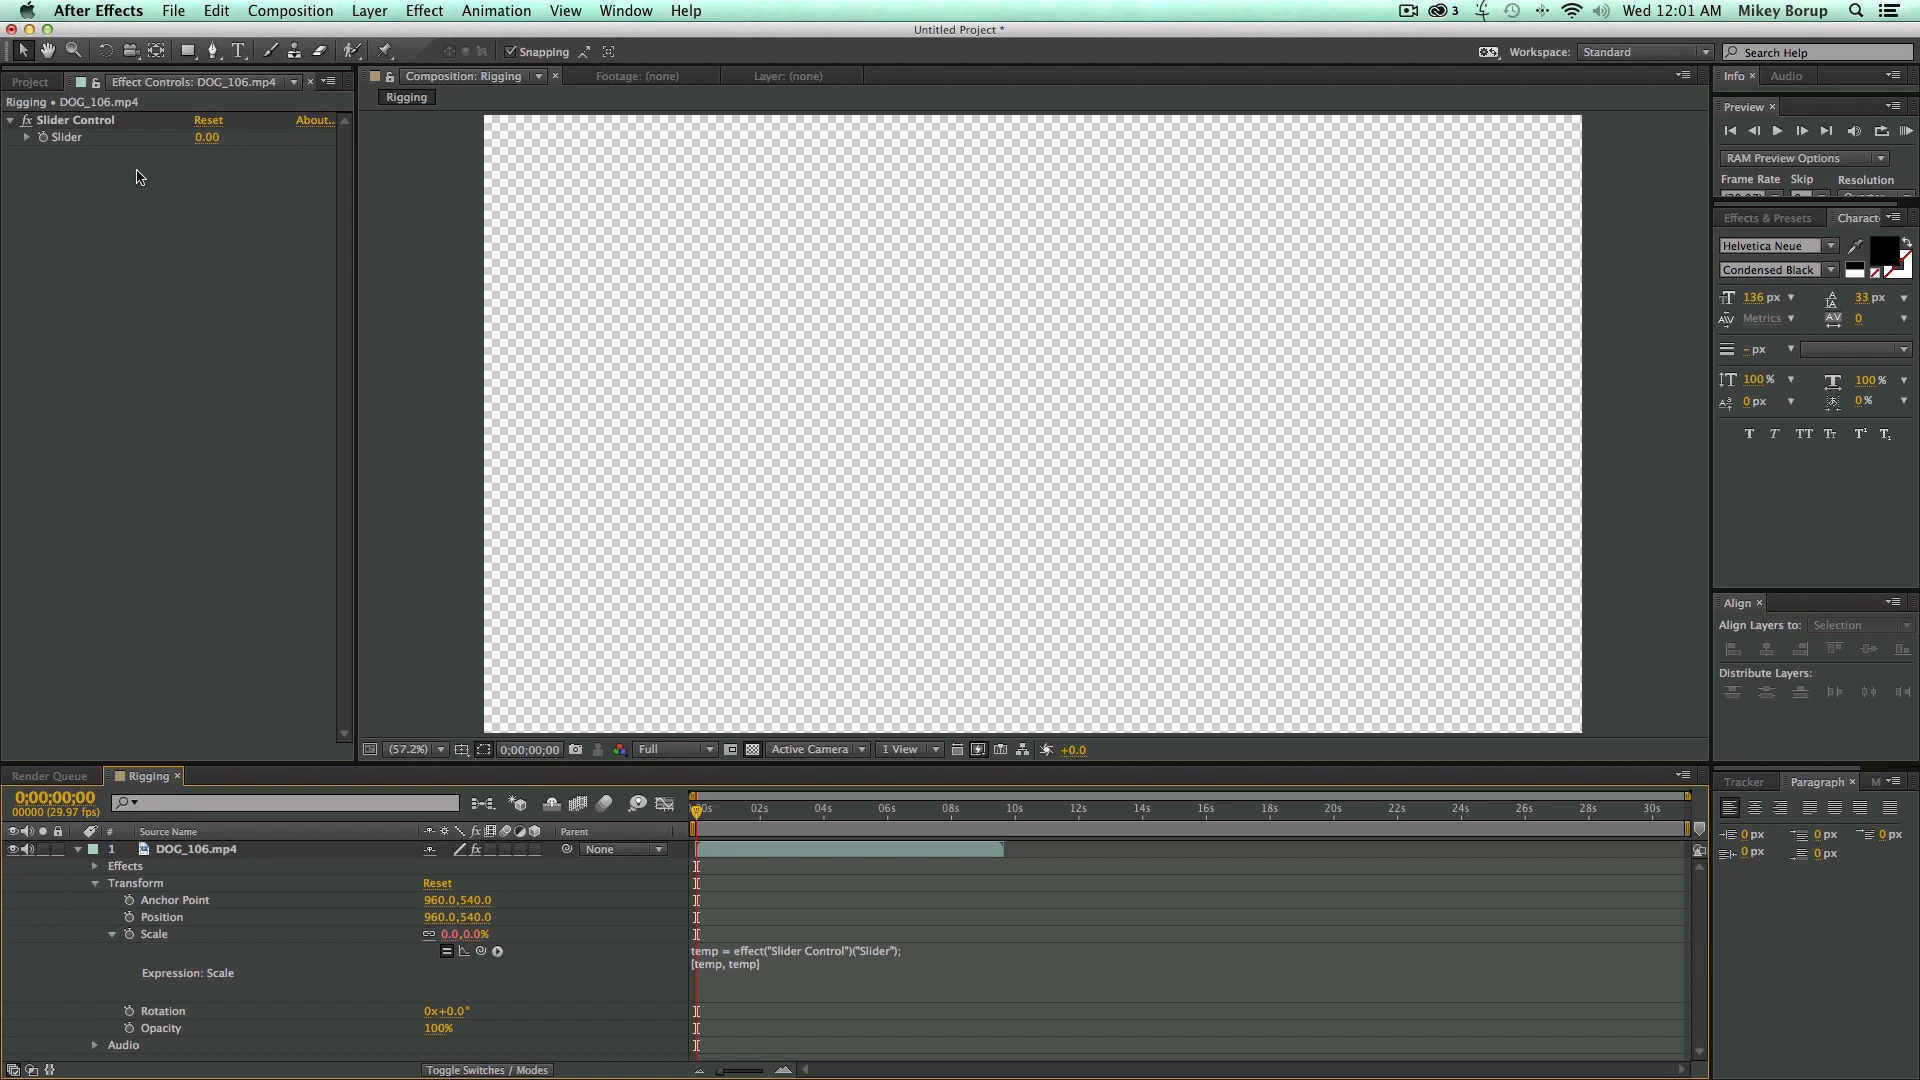 After Effects File Edit Composition Layer Effect Animation View Window Help 3 Wed 12:01 AM Mikey Borup
Untitled Project *
Snapping Workspace: Standard Search Help
Project Effect Controls: DOG_106.mp4 Composition: Rigging Footage: (none) Layer: (none) Info Audio
Rigging • DOG_106.mp4 Rigging
Preview
Slider Control Reset About..
Slider 0.00
RAM Preview Options
Frame Rate Skip Resolution
Effects & Presets
Helvetica Neue
Condensed Black
136 px 33 px
Metrics 0
- px
100 % 100 %
0 px 0 %
T T TT TT T¹ T₁
Align
Align Layers to: Selection
Distribute Layers:
(57.2%) 0;00;00;00 Full Active Camera 1 View +0.0
Render Queue Rigging Tracker Paragraph M
0;00;00;00
00000 (29.97 fps)
02s 04s 06s 08s 10s 12s 14s 16s 18s 20s 22s 24s 26s 28s 30s
# Source Name fx Parent
0 px 0 px 0 px
0 px 0 px
1 DOG_106.mp4 fx None
Effects
Transform Reset
Anchor Point 960.0,540.0
Position 960.0,540.0
Scale 0.0,0.0%
temp = effect("Slider Control")("Slider");
[temp, temp]
Expression: Scale
Rotation 0x+0.0°
Opacity 100%
Audio
Toggle Switches / Modes